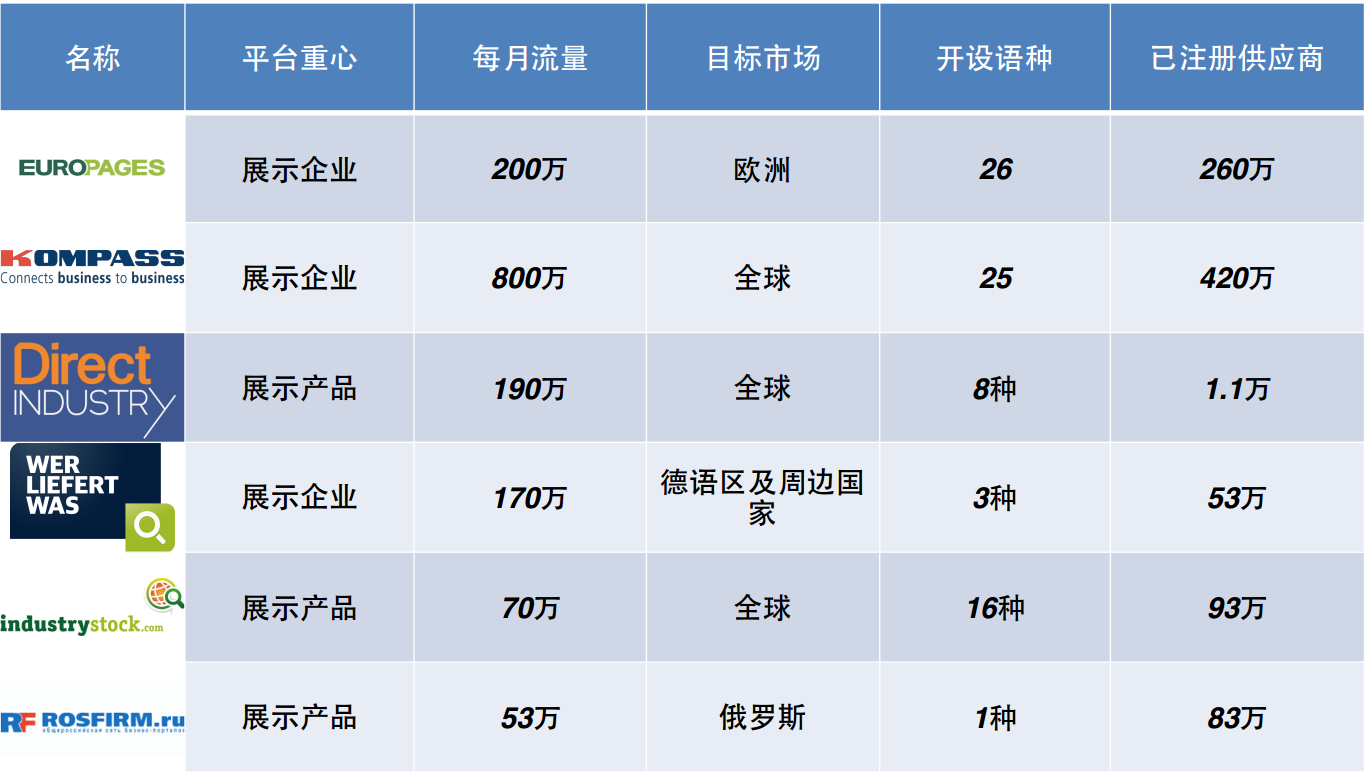 名称 平台重心 每月流量 目标市场 开设语种 已注册供应商
EUROPAGES 展示企业 200万 欧洲 26 260万
KOMPASS
Connects business to business
展示企业 800万 全球 25 420万
Direct
INDUSTRY
展示产品 190万 全球 8种 1.1万
WER
LIEFERT
WAS
展示企业 170万 德语区及周边国
家
3种 53万
industrystock.com 展示产品 70万 全球 16种 93万
RF ROSFIRM.ru
общероссийская сеть бизнес-порталов
展示产品 53万 俄罗斯 1种 83万